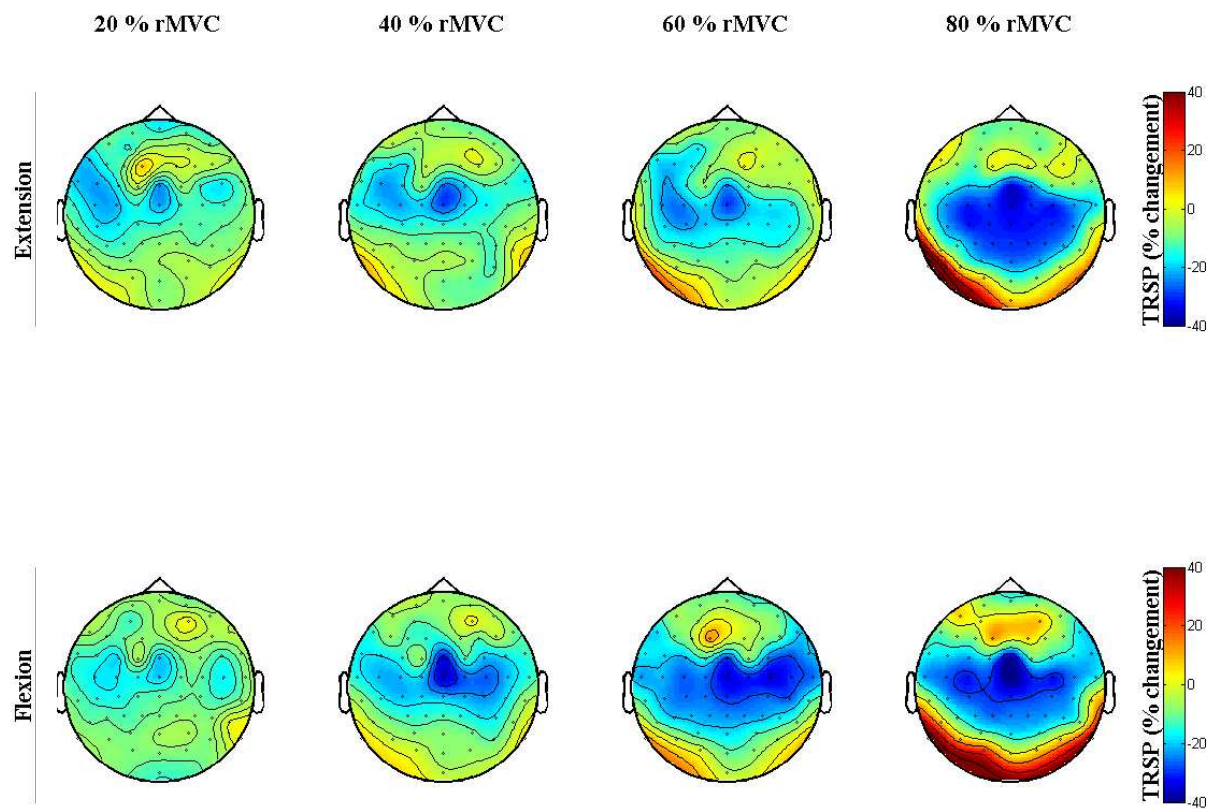 20 % rMVC
40 % rMVC
60 % rMVC
80 % rMVC
Extension
TRSP (% changement)
40
20
0
-20
-40
Flexion
TRSP (% changement)
40
20
0
-20
-40